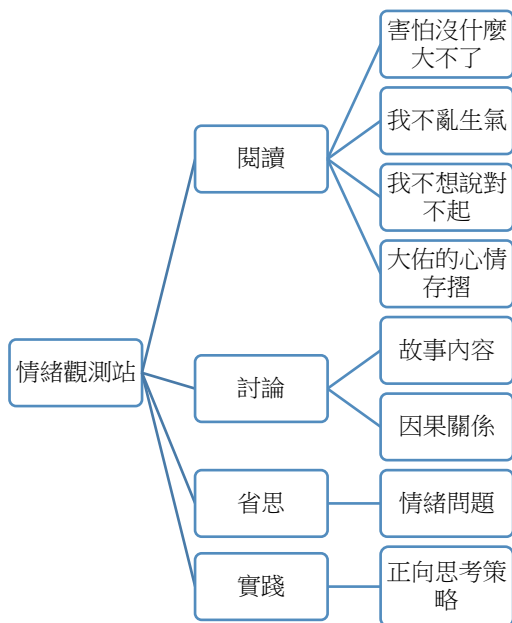 害怕沒什麼
大不了
我不亂生氣
閱讀
我不想說對
不起
大佑的心情
存摺
情緒觀測站
故事內容
討論
因果關係
省思
情緒問題
實踐
正向思考策
略